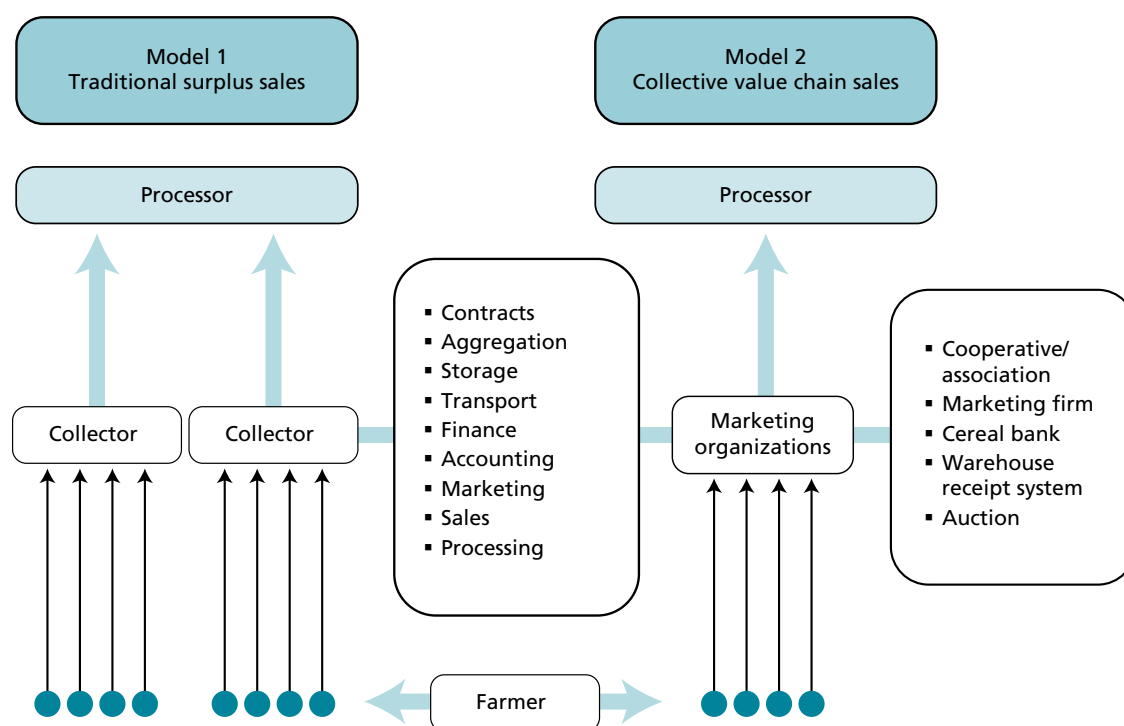 Model 1
Traditional surplus sales
Model 2
Collective value chain sales
Processor
Processor
▪ Contracts
▪ Aggregation
▪ Storage
▪ Transport
▪ Finance
▪ Accounting
▪ Marketing
▪ Sales
▪ Processing
▪ Cooperative/
association
▪ Marketing firm
▪ Cereal bank
▪ Warehouse
receipt system
▪ Auction
Collector
Collector
Marketing
organizations
Farmer